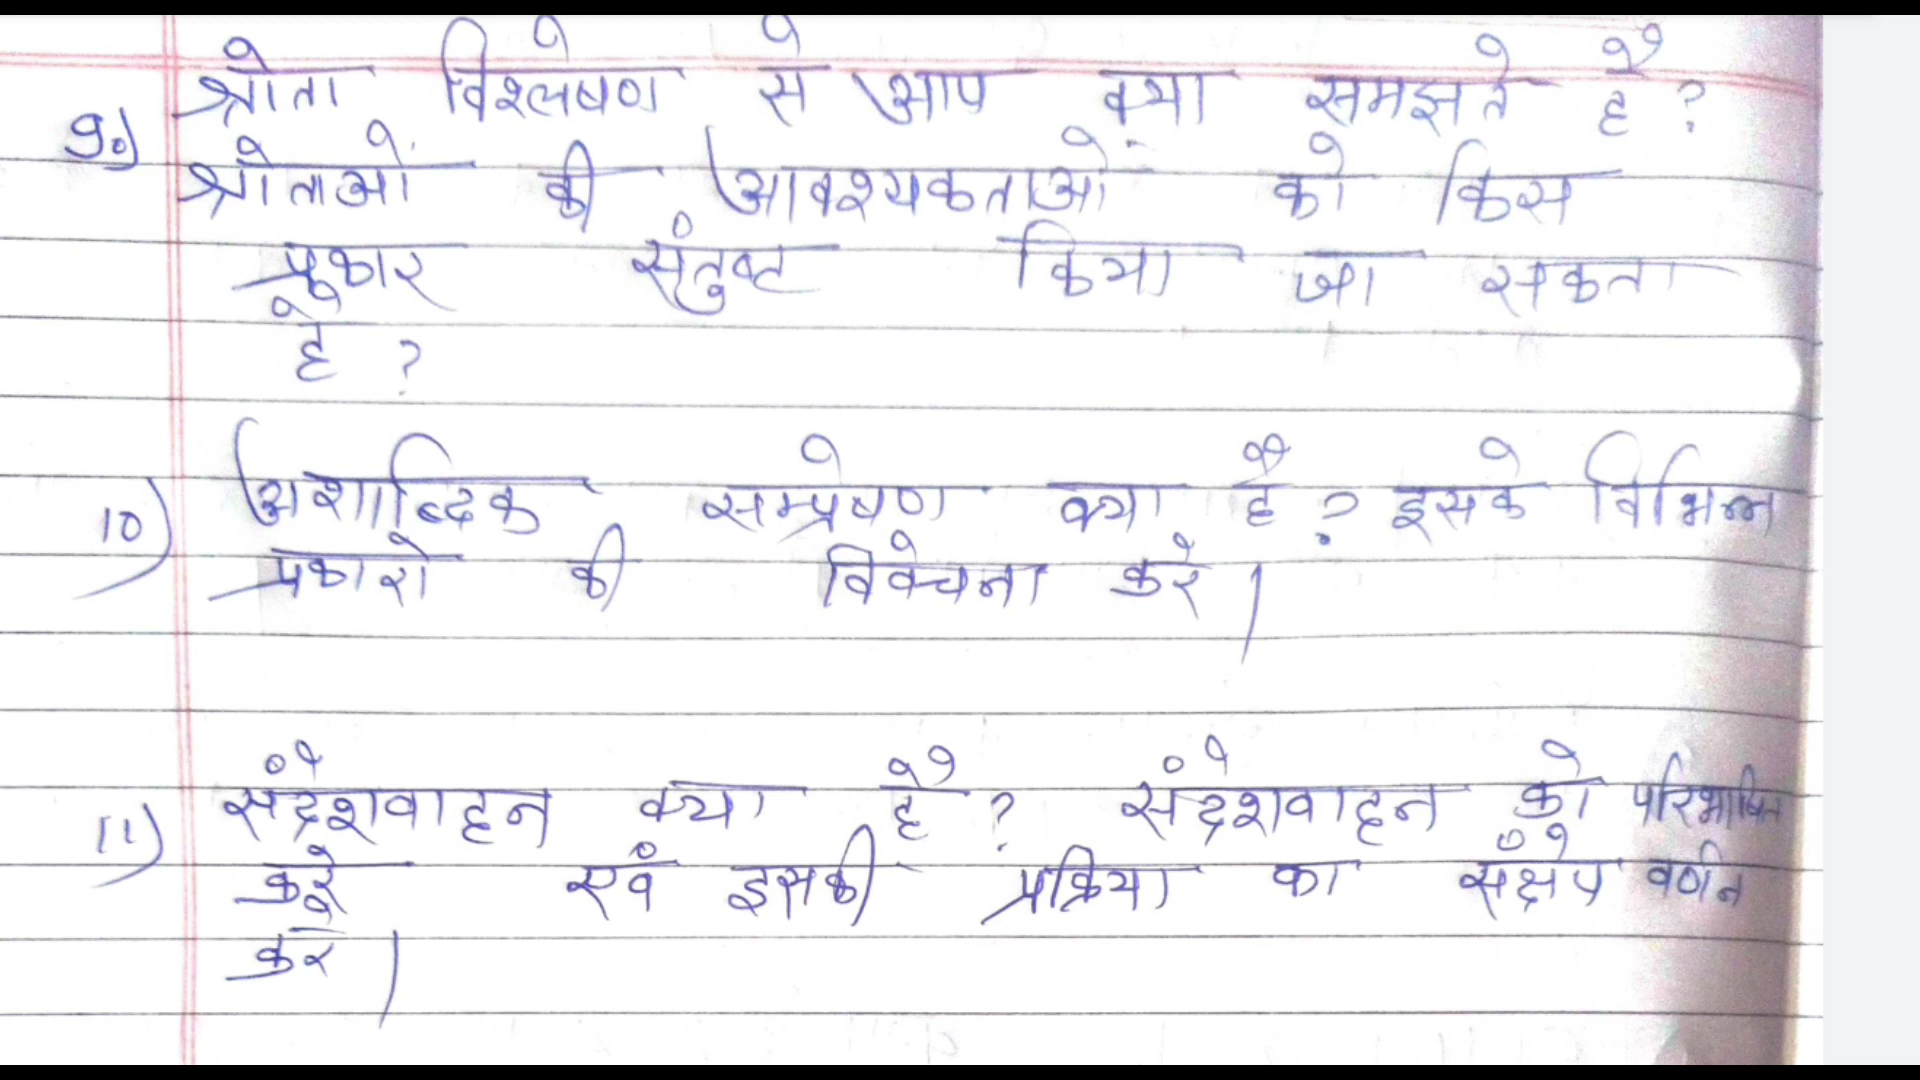 श्रोता विश्लेषण से आप क्या समझते हैं?
9.) श्रोताओं की आवश्यकताओं को किस
प्रकार संतुष्ट किया जा सकता
है ?
10) अशाब्दिक सम्प्रेषण क्या है ? इसके विभिन्न
प्रकारो की विवेचना करे |
11) संदेशवाहन क्या है ? संदेशवाहन को परिभाषित
करे एवं इसकी प्रक्रिया का संक्षेप वर्णन
करे |